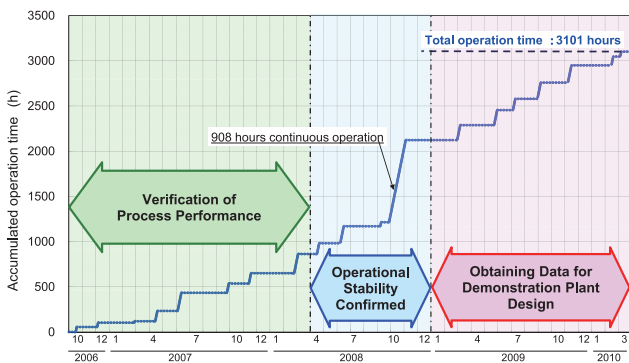 Accumulated operation time (h)
3500
3000
2500
2000
1500
1000
500
0
Total operation time : 3101 hours
908 hours continuous operation
Verification of
Process Performance
Operational
Stability
Confirmed
Obtaining Data for
Demonstration Plant
Design
10 12 1 4 7 10 12 1 4 7 10 12 1 4 7 10 12 1 3
2006 2007 2008 2009 2010